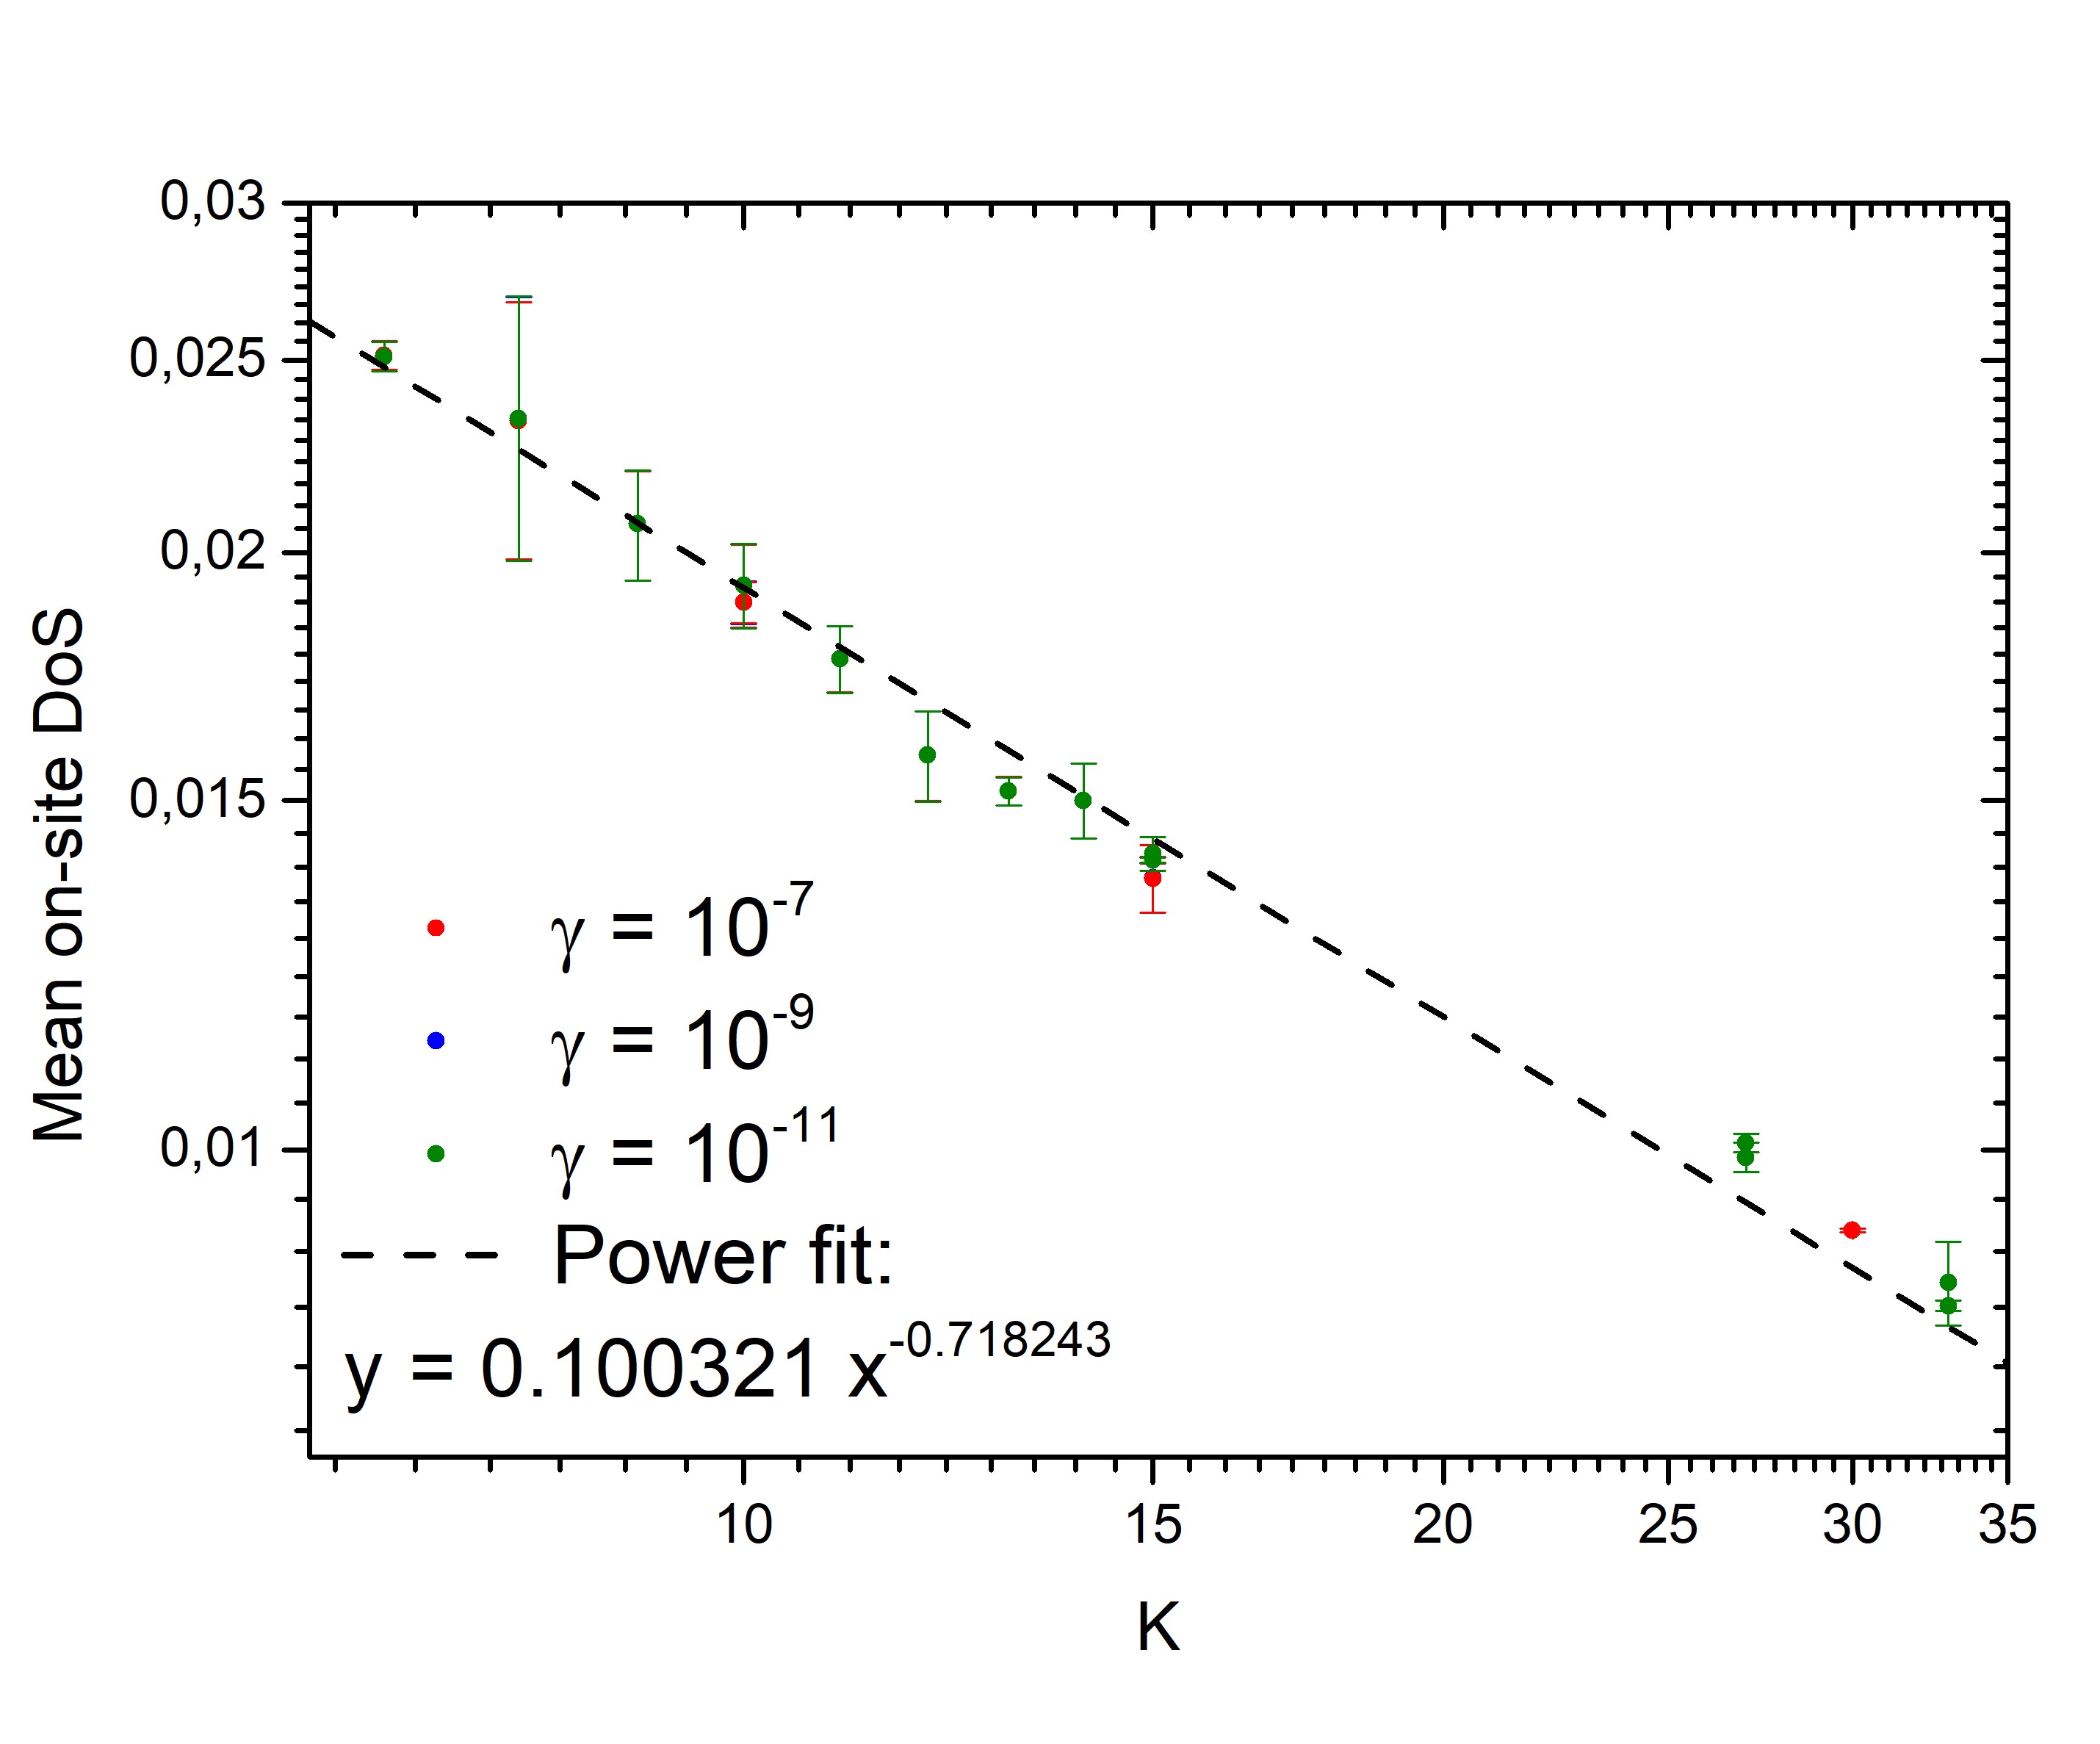 0,03
0,025
0,02
0,015
0,01
Mean on-site DoS
γ = 10⁻⁷
γ = 10⁻⁹
γ = 10⁻¹¹
Power fit:
y = 0.100321 x⁻⁰·⁷¹⁸²⁴³
10 15 20 25 30 35
K